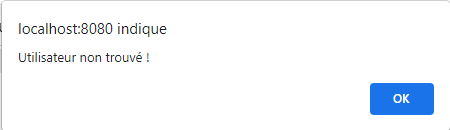 localhost:8080 indique
Utilisateur non trouvé !
OK